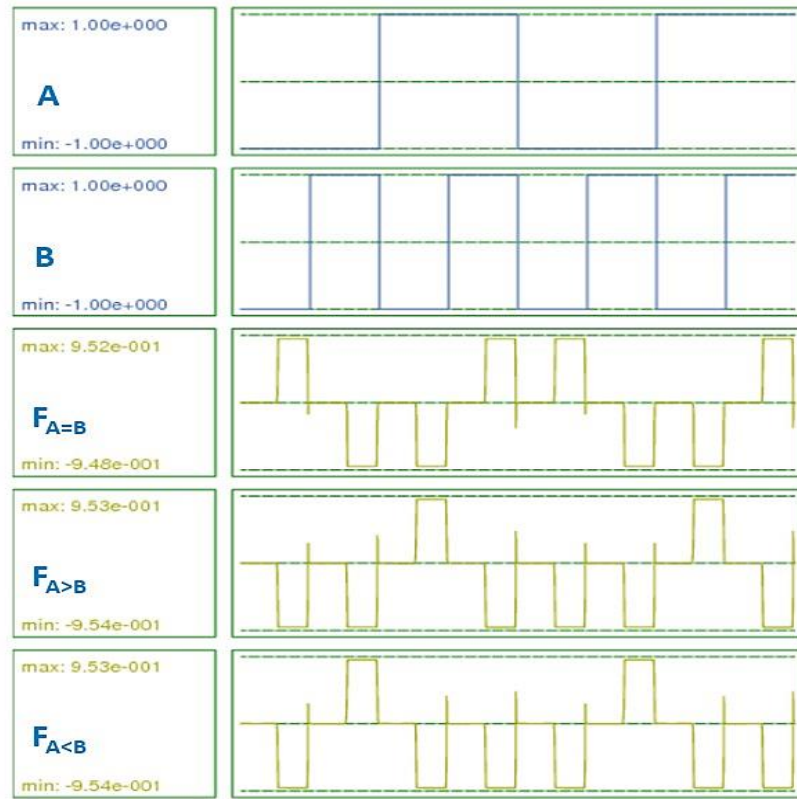 max: 1.00e+000
A
min: -1.00e+000
max: 1.00e+000
B
min: -1.00e+000
max: 9.52e-001
FA=B
min: -9.48e-001
max: 9.53e-001
FA>B
min: -9.54e-001
max: 9.53e-001
FA<B
min: -9.54e-001